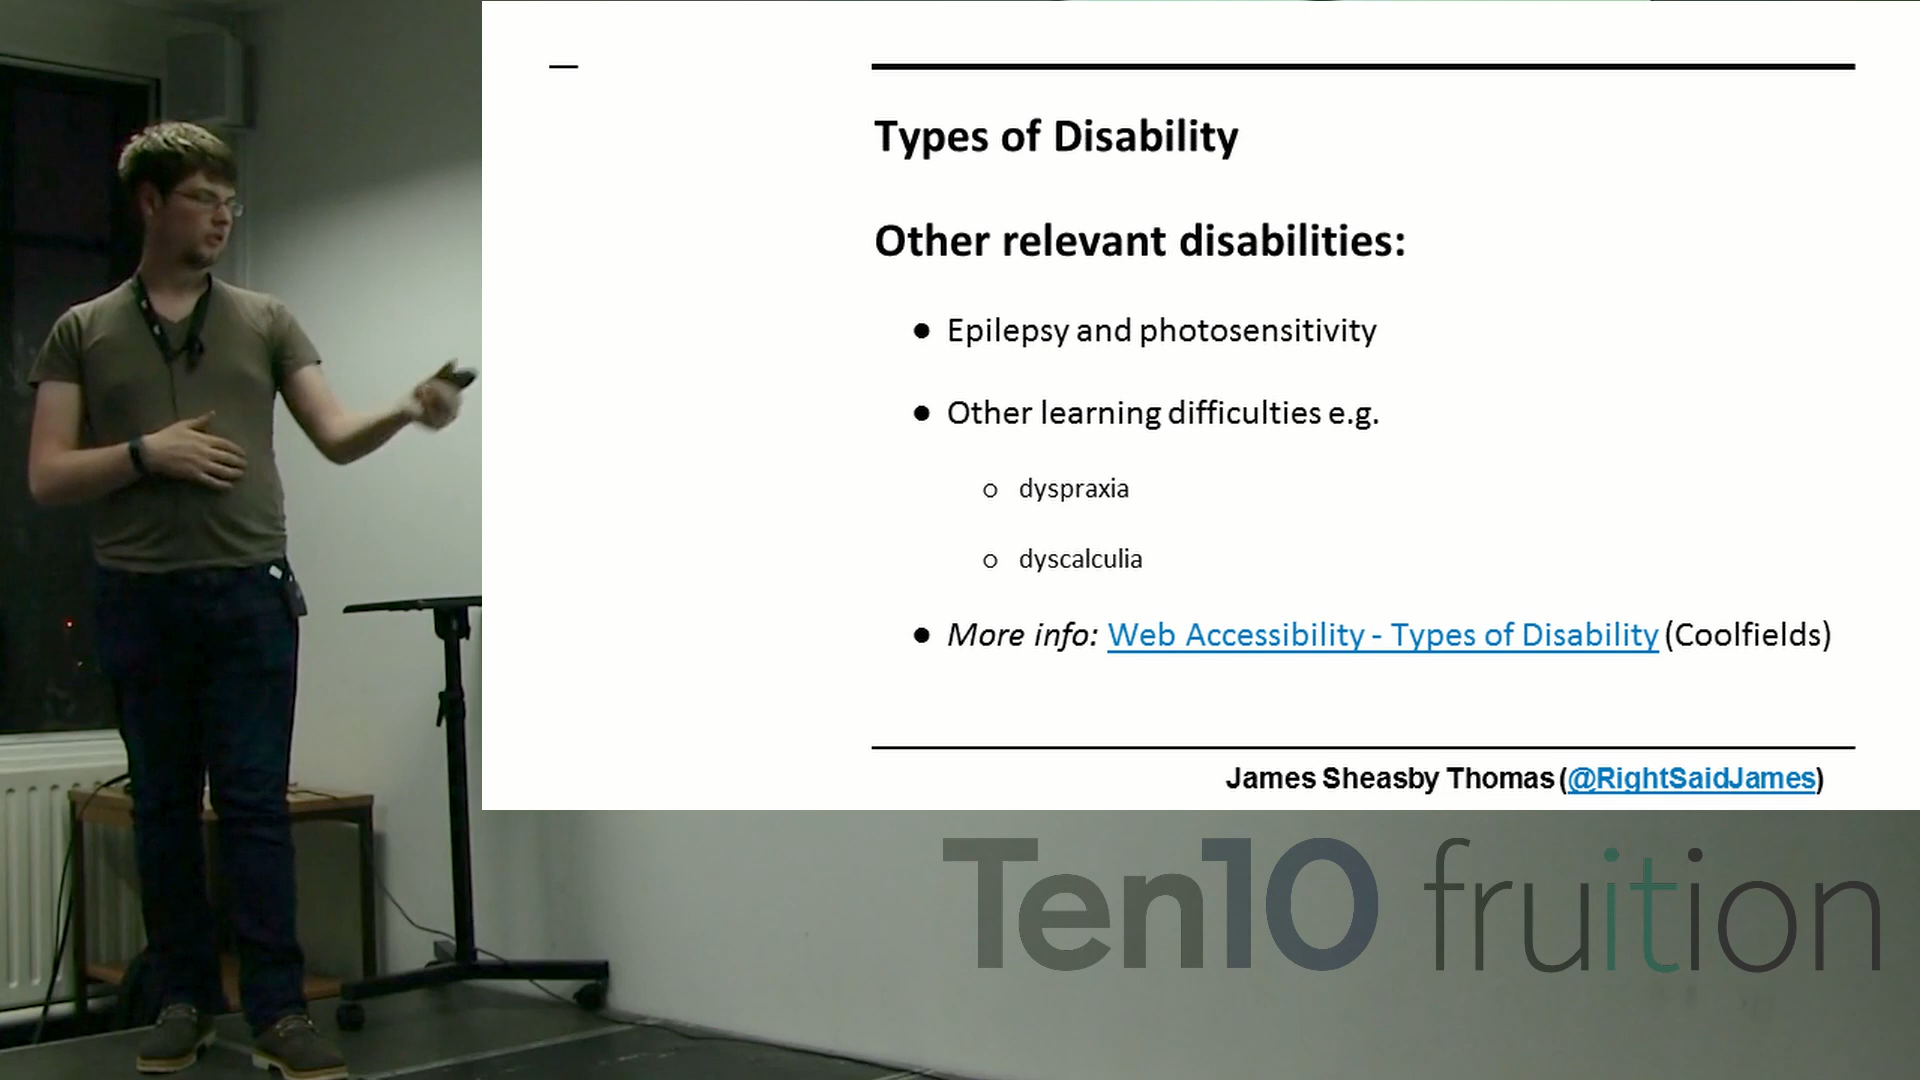 Types of Disability
Other relevant disabilities:
● Epilepsy and photosensitivity
● Other learning difficulties e.g.
o dyspraxia
o dyscalculia
● More info: Web Accessibility - Types of Disability (Coolfields)
James Sheasby Thomas (@RightSaidJames)
Ten10 fruition